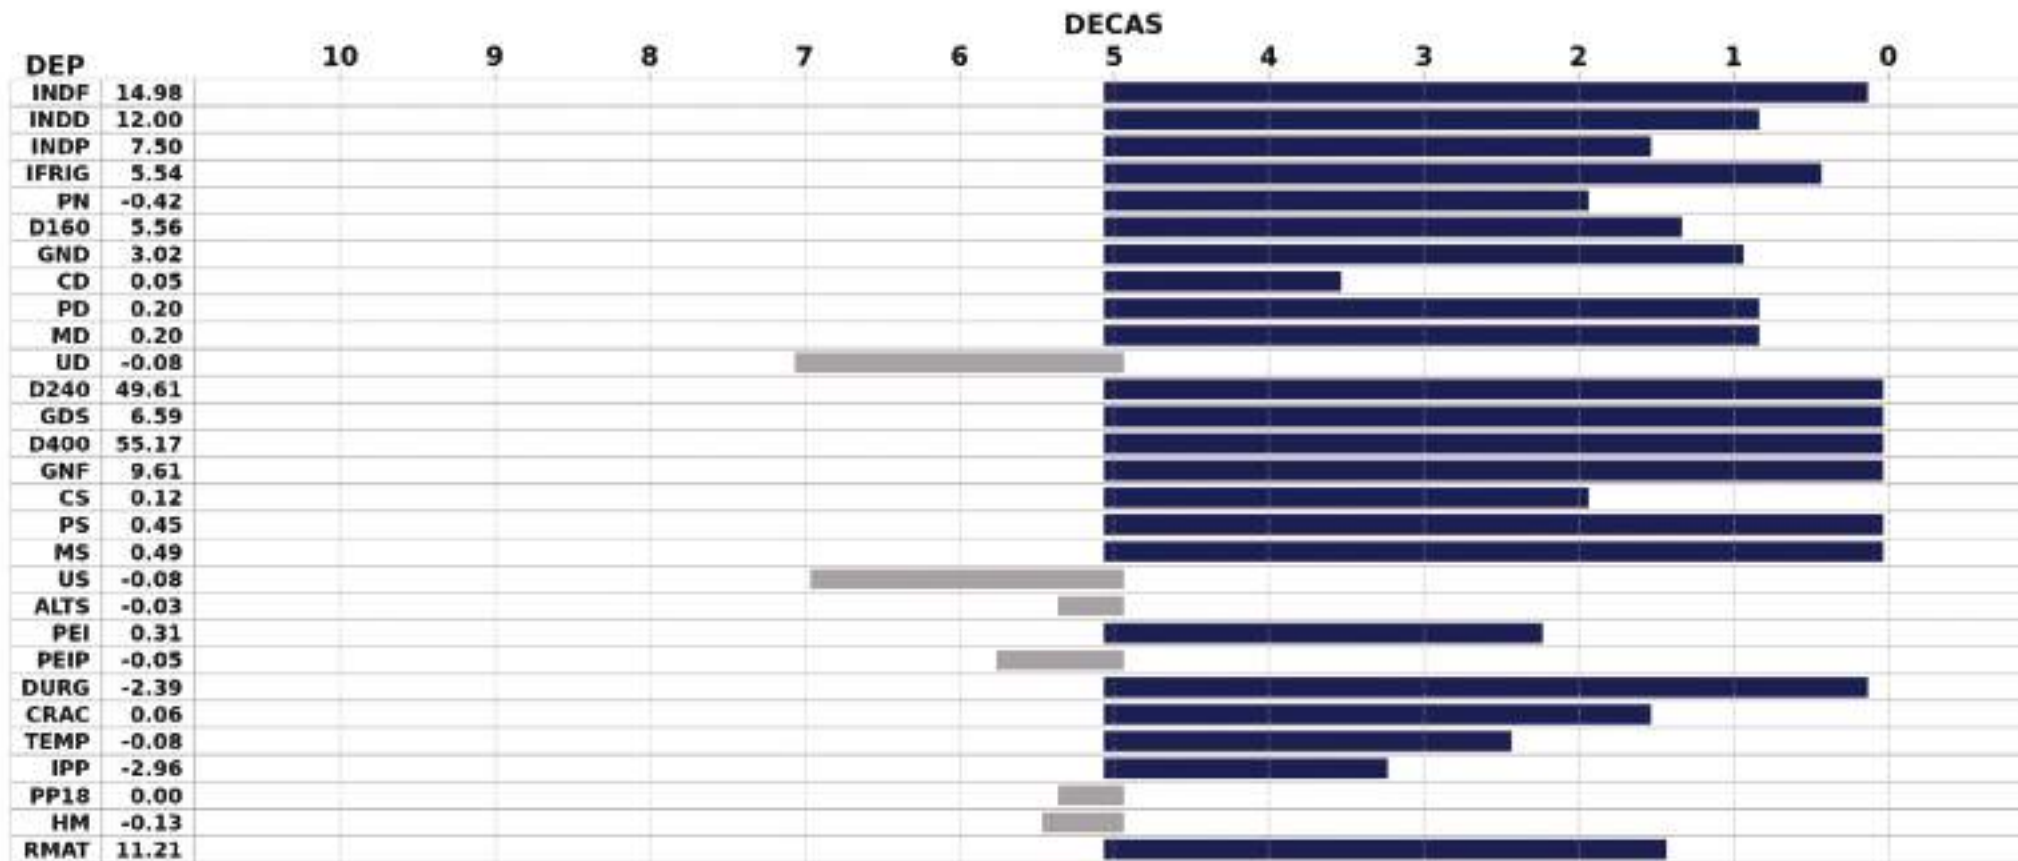 DECAS
DEP 10 9 8 7 6 5 4 3 2 1 0
INDF 14.98
INDD 12.00
INDP 7.50
IFRIG 5.54
PN -0.42
D160 5.56
GND 3.02
CD 0.05
PD 0.20
MD 0.20
UD -0.08
D240 49.61
GDS 6.59
D400 55.17
GNF 9.61
CS 0.12
PS 0.45
MS 0.49
US -0.08
ALTS -0.03
PEI 0.31
PEIP -0.05
DURG -2.39
CRAC 0.06
TEMP -0.08
IPP -2.96
PP18 0.00
HM -0.13
RMAT 11.21